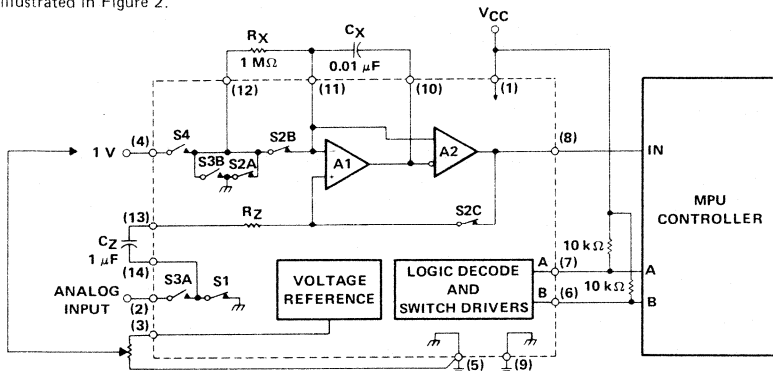 illustrated in Figure 2.
VCC
RX
1 MΩ
CX
0.01 μF
(12)
(11)
(10)
(1)
1 V
(4)
S4
S3B
S2A
S2B
A1
A2
(8)
IN
MPU
CONTROLLER
(13)
RZ
S2C
CZ
1 μF
(14)
10 kΩ
ANALOG
INPUT
(2)
S3A
S1
VOLTAGE
REFERENCE
LOGIC DECODE
AND
SWITCH DRIVERS
A
(7)
A
10 kΩ
B
(6)
B
(3)
(5)
(9)